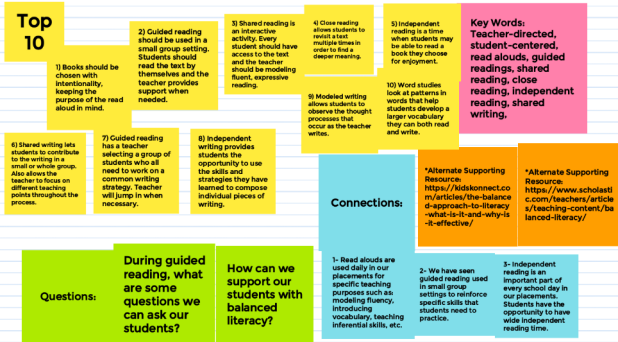 Top
10
1) Books should be
chosen with
intentionality,
keeping the
purpose of the read
aloud in mind.
2) Guided reading
should be used in a
small group setting.
Students should
read the text by
themselves and the
teacher provides
support when
needed.
3) Shared reading is
an interactive
activity. Every
student should have
access to the text
and the teacher
should be modeling
fluent, expressive
reading.
4) Close reading
allows students to
revisit a text
multiple times in
order to find a
deeper meaning.
5) Independent
reading is a time
when students may
be able to read a
book they choose
for enjoyment.
Key Words:
Teacher-directed,
student-centered,
read alouds, guided
readings, shared
reading, close
reading, independent
reading, shared
writing,
6) Shared writing lets
students to contribute
to the writing in a
small or whole group.
Also allows the
teacher to focus on
different teaching
points throughout the
process.
7) Guided reading
has a teacher
selecting a group of
students who all
need to work on a
common writing
strategy. Teacher
will jump in when
necessary.
8) Independent
writing provides
students the
opportunity to use
the skills and
strategies they have
learned to compose
individual pieces of
writing.
9) Modeled writing
allows students to
observe the thought
processes that
occur as the teacher
writes.
10) Word studies
look at patterns in
words that help
students develop a
larger vocabulary
they can both read
and write.
Connections:
*Alternate Supporting
Resource:
https://kidskonnect.co
m/articles/the-balance
d-approach-to-literacy
-what-is-it-and-why-is
-it-effective/
*Alternate Supporting
Resource:
https://www.scholasti
c.com/teachers/article
s/teaching-content/ba
lanced-literacy/
Questions:
During guided
reading, what
are some
questions we
can ask our
students?
How can we
support our
students with
balanced
literacy?
1- Read alouds are
used daily in our
placements for
specific teaching
purposes such as:
modeling fluency,
introducing
vocabulary, teaching
inferential skills, etc.
2- We have seen
guided reading used
in small group
settings to reinforce
specific skills that
students need to
practice.
3- Independent
reading is an
important part of
every school day in
our placements.
Students have the
opportunity to have
wide independent
reading time.